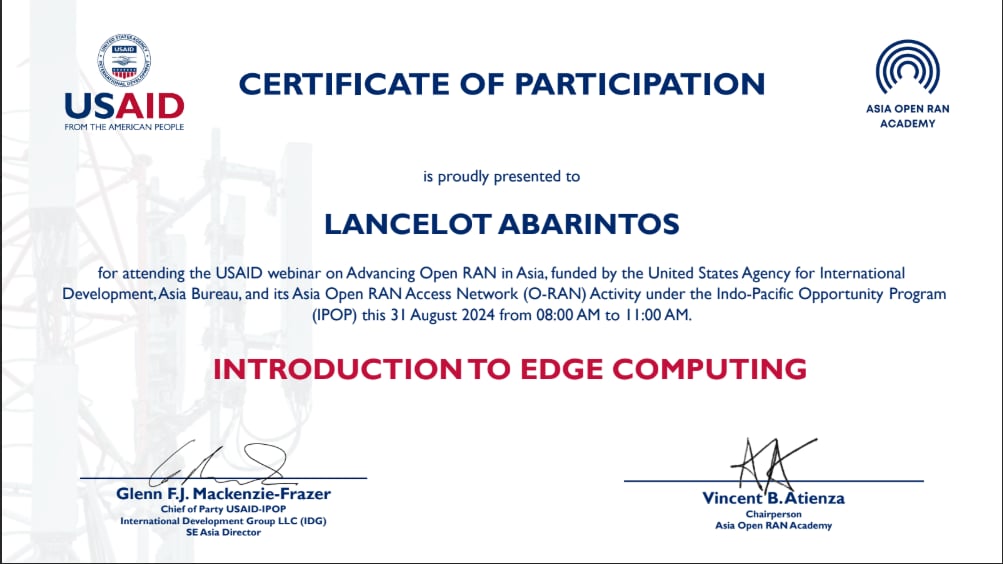 UNITED STATES AGENCY
USAID
INTERNATIONAL DEVELOPMENT
USAID
FROM THE AMERICAN PEOPLE
CERTIFICATE OF PARTICIPATION
ASIA OPEN RAN
ACADEMY
is proudly presented to
LANCELOT ABARINTOS
for attending the USAID webinar on Advancing Open RAN in Asia, funded by the United States Agency for International
Development, Asia Bureau, and its Asia Open RAN Access Network (O-RAN) Activity under the Indo-Pacific Opportunity Program
(IPOP) this 31 August 2024 from 08:00 AM to 11:00 AM.
INTRODUCTION TO EDGE COMPUTING
Glenn F.J. Mackenzie-Frazer
Chief of Party USAID-IPOP
International Development Group LLC (IDG)
SE Asia Director
Vincent B. Atienza
Chairperson
Asia Open RAN Academy